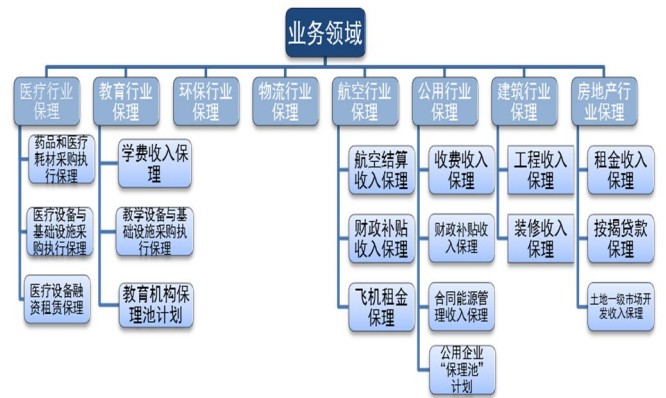 业务领域
医疗行业
保理
教育行业
保理
环保行业
保理
物流行业
保理
航空行业
保理
公用行业
保理
建筑行业
保理
房地产行
业保理
药品和医疗
耗材采购执
行保理
医疗设备与
基础设施采
购执行保理
医疗设备融
资租赁保理
学费收入保
理
教学设备与基
础设施采购执
行保理
教育机构保
理池计划
航空结算
收入保理
财政补贴
收入保理
飞机租金
保理
收费收入
保理
财政补贴收
入保理
合同能源管
理收入保理
公用企业
“保理池”
计划
工程收入
保理
装修收入
保理
租金收入
保理
按揭贷款
保理
土地一级市场开
发收入保理